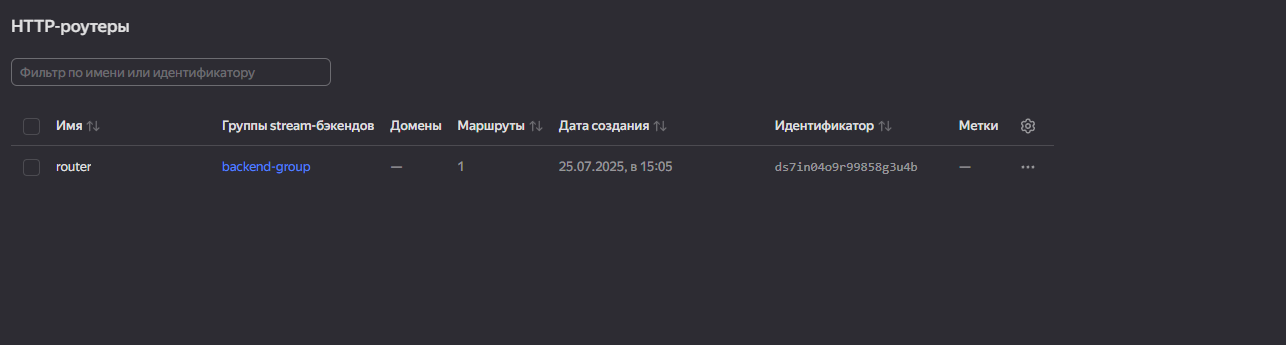 HTTP-роутеры
Фильтр по имени или идентификатору
Имя Группы stream-бэкендов Домены Маршруты Дата создания Идентификатор Метки
router backend-group — 1 25.07.2025, в 15:05 ds7in04o9r99858g3u4b — ···